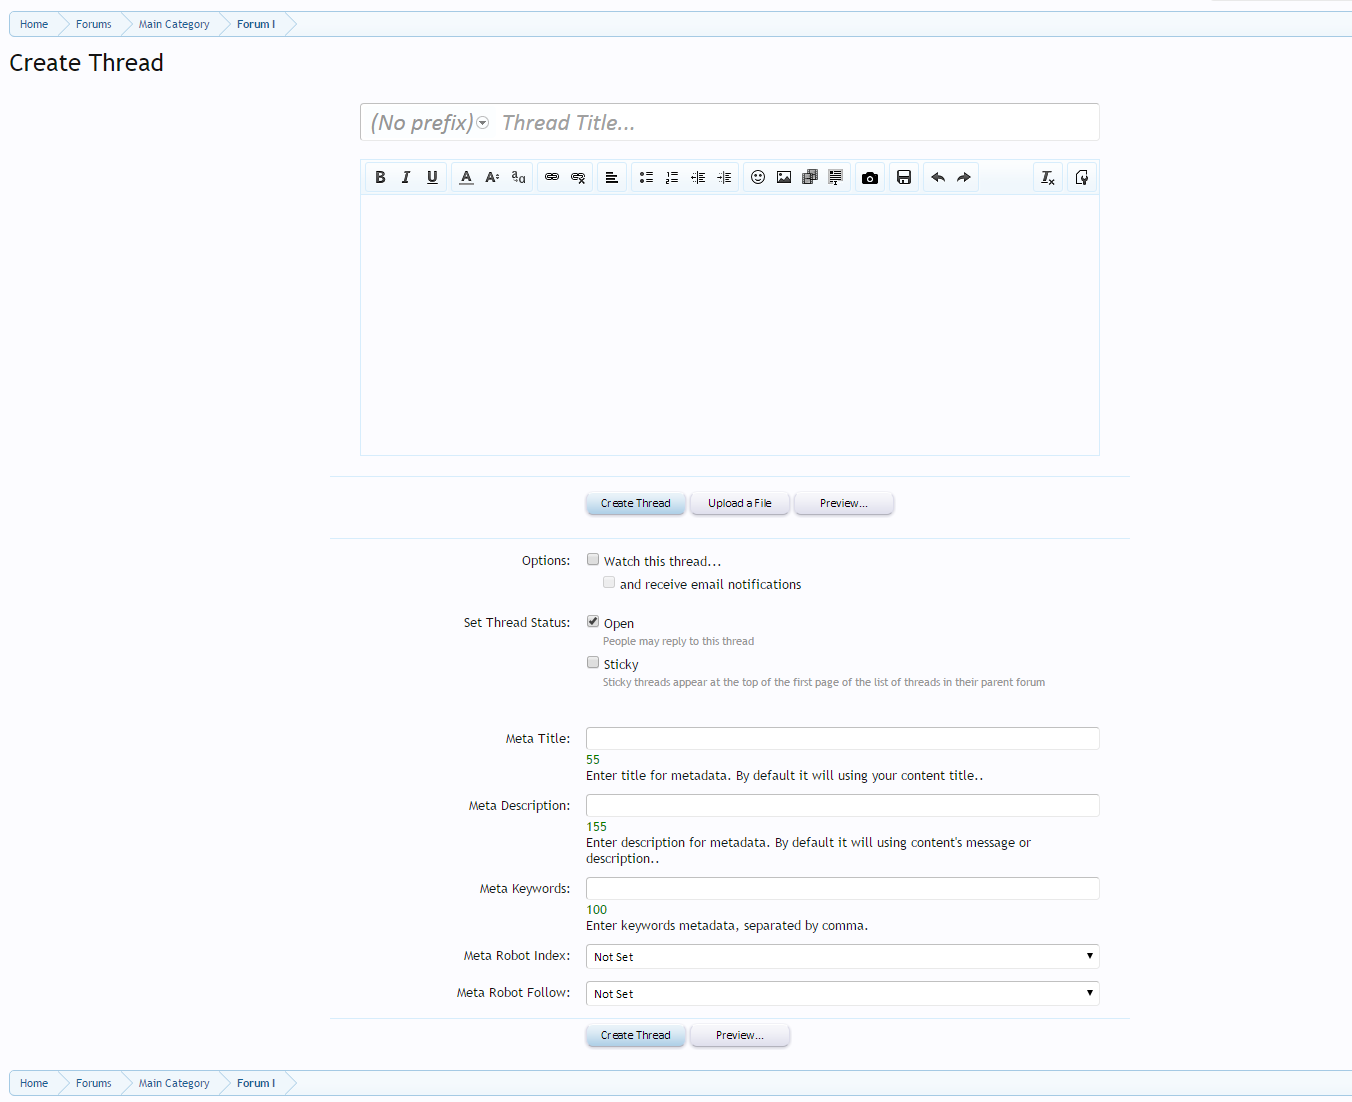 Home Forums Main Category Forum I
Create Thread
(No prefix) Thread Title...
B I U
Create Thread Upload a File Preview...
Options: Watch this thread...
and receive email notifications
Set Thread Status: Open
People may reply to this thread
Sticky
Sticky threads appear at the top of the first page of the list of threads in their parent forum
Meta Title:
55
Enter title for metadata. By default it will using your content title..
Meta Description:
155
Enter description for metadata. By default it will using content's message or
description..
Meta Keywords:
100
Enter keywords metadata, separated by comma.
Meta Robot Index: Not Set
Meta Robot Follow: Not Set
Create Thread Preview...
Home Forums Main Category Forum I